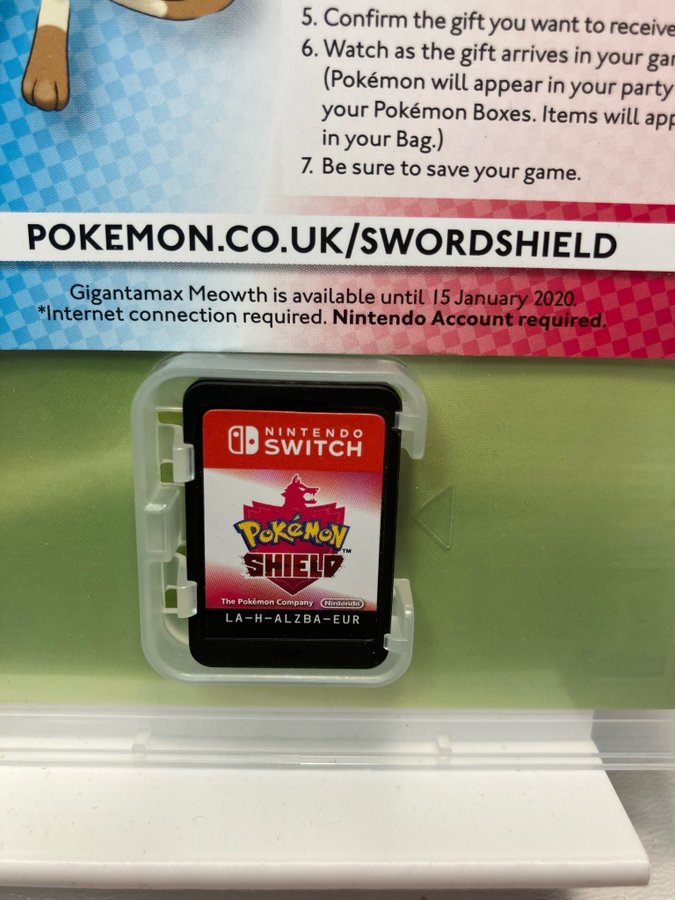 5. Confirm the gift you want to receive
6. Watch as the gift arrives in your
(Pokémon will appear in your party
your Pokémon Boxes. Items will
in your Bag.)
7. Be sure to save your game.
POKEMON.CO.UK/SWORDSHIELD
Gigantamax Meowth is available until 15 January 2020.
*Internet connection required. Nintendo Account required.
NINTENDO
SWITCH
POKéMON
TM
SHIELD
The Pokémon Company Nintendo
LA-H-ALZBA-EUR